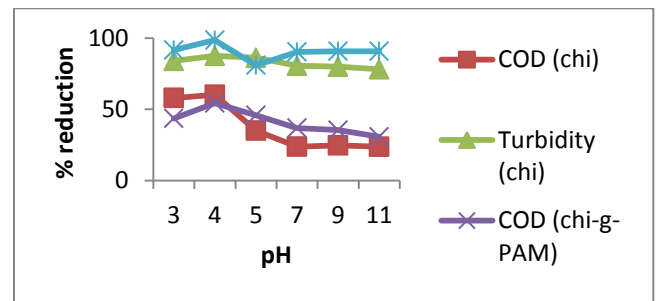 100
50
0
% reduction
3 4 5 7 9 11
pH
COD (chi)
Turbidity
(chi)
COD (chi-g-
PAM)